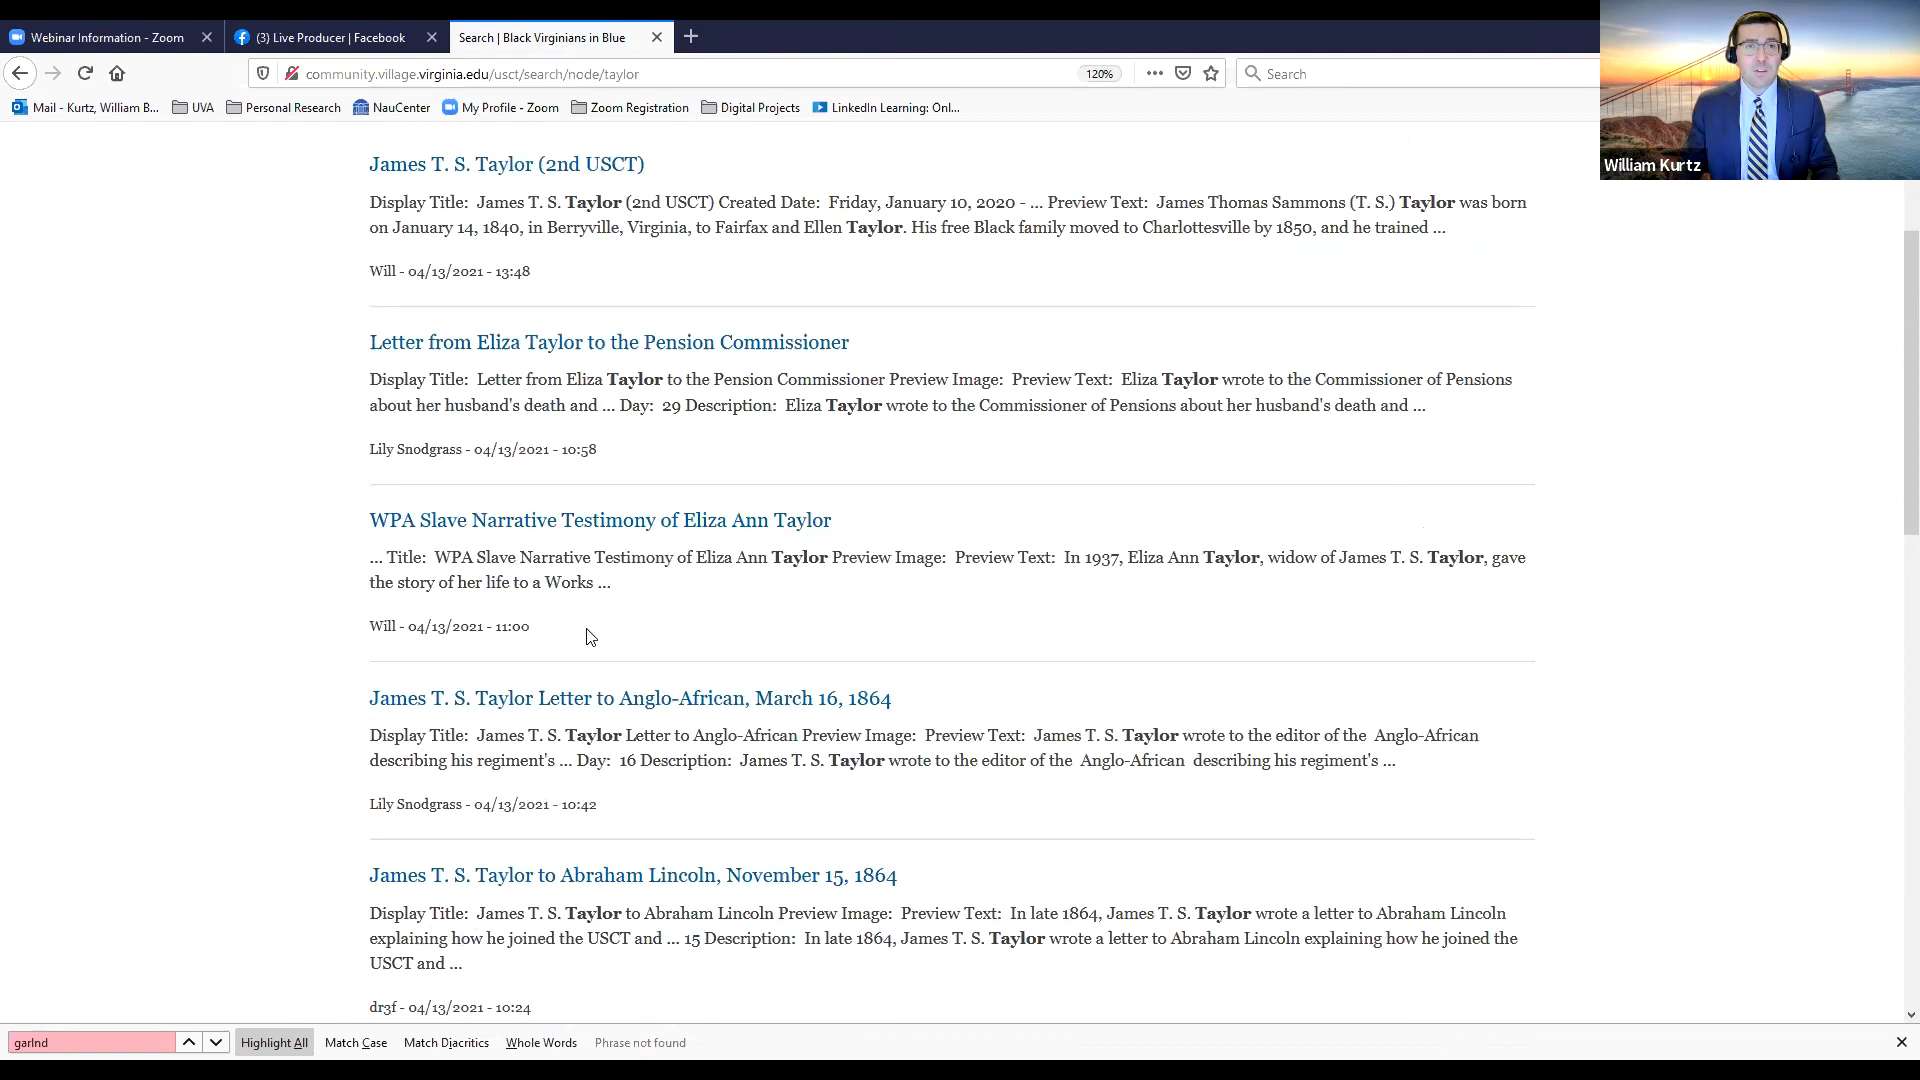 Webinar Information - Zoom
(3) Live Producer | Facebook
Search | Black Virginians in Blue
community.village.virginia.edu/usct/search/node/taylor
120%
Search
Mail - Kurtz, William B...
UVA
Personal Research
NauCenter
My Profile - Zoom
Zoom Registration
Digital Projects
LinkedIn Learning: Onl...
William Kurtz
James T. S. Taylor (2nd USCT)
Display Title: James T. S. Taylor (2nd USCT) Created Date: Friday, January 10, 2020 - ... Preview Text: James Thomas Sammons (T. S.) Taylor was born
on January 14, 1840, in Berryville, Virginia, to Fairfax and Ellen Taylor. His free Black family moved to Charlottesville by 1850, and he trained ...
Will - 04/13/2021 - 13:48
Letter from Eliza Taylor to the Pension Commissioner
Display Title: Letter from Eliza Taylor to the Pension Commissioner Preview Image: Preview Text: Eliza Taylor wrote to the Commissioner of Pensions
about her husband's death and ... Day: 29 Description: Eliza Taylor wrote to the Commissioner of Pensions about her husband's death and ...
Lily Snodgrass - 04/13/2021 - 10:58
WPA Slave Narrative Testimony of Eliza Ann Taylor
... Title: WPA Slave Narrative Testimony of Eliza Ann Taylor Preview Image: Preview Text: In 1937, Eliza Ann Taylor, widow of James T. S. Taylor, gave
the story of her life to a Works ...
Will - 04/13/2021 - 11:00
James T. S. Taylor Letter to Anglo-African, March 16, 1864
Display Title: James T. S. Taylor Letter to Anglo-African Preview Image: Preview Text: James T. S. Taylor wrote to the editor of the Anglo-African
describing his regiment's ... Day: 16 Description: James T. S. Taylor wrote to the editor of the Anglo-African describing his regiment's ...
Lily Snodgrass - 04/13/2021 - 10:42
James T. S. Taylor to Abraham Lincoln, November 15, 1864
Display Title: James T. S. Taylor to Abraham Lincoln Preview Image: Preview Text: In late 1864, James T. S. Taylor wrote a letter to Abraham Lincoln
explaining how he joined the USCT and ... 15 Description: In late 1864, James T. S. Taylor wrote a letter to Abraham Lincoln explaining how he joined the
USCT and ...
dr3f - 04/13/2021 - 10:24
garlnd
Highlight All
Match Case
Match Diacritics
Whole Words
Phrase not found